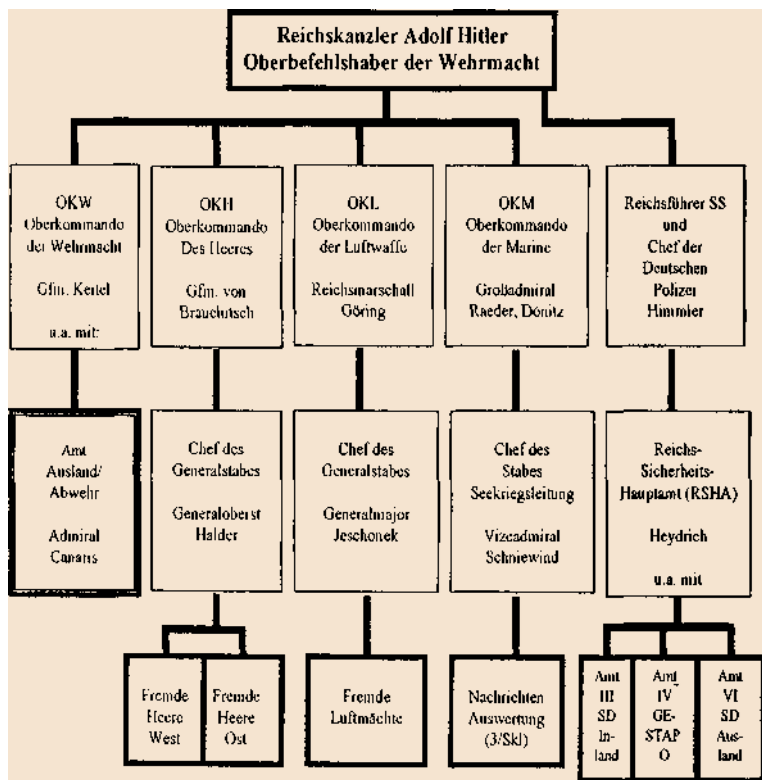 Reichskanzler Adolf Hitler
Oberbefehlshaber der Wehrmacht
OKW
Oberkommando
der Wehrmacht
Gfm. Keitel
u.a. mit:
OKH
Oberkommando
Des Heeres
Gfm. von
Brauchitsch
OKL
Oberkommando
der Luftwaffe
Reichsmarschall
Göring
OKM
Oberkommando
der Marine
Großadmiral
Raeder, Dönitz
Reichsführer SS
und
Chef der
Deutschen
Polizei
Himmler
Amt
Ausland/
Abwehr
Admiral
Canaris
Chef des
Generalstabes
Generaloberst
Halder
Chef des
Generalstabes
Generalmajor
Jeschonek
Chef des
Stabes
Seekriegsleitung
Vizeadmiral
Schniewind
Reichs-
Sicherheits-
Hauptamt (RSHA)
Heydrich
u.a. mit
Fremde
Heere
West
Fremde
Heere
Ost
Fremde
Luftmächte
Nachrichten
Auswertung
(3/Skl)
Amt
III
SD
In-
land
Amt
IV
GE-
STAP
O
Amt
VI
SD
Aus-
land